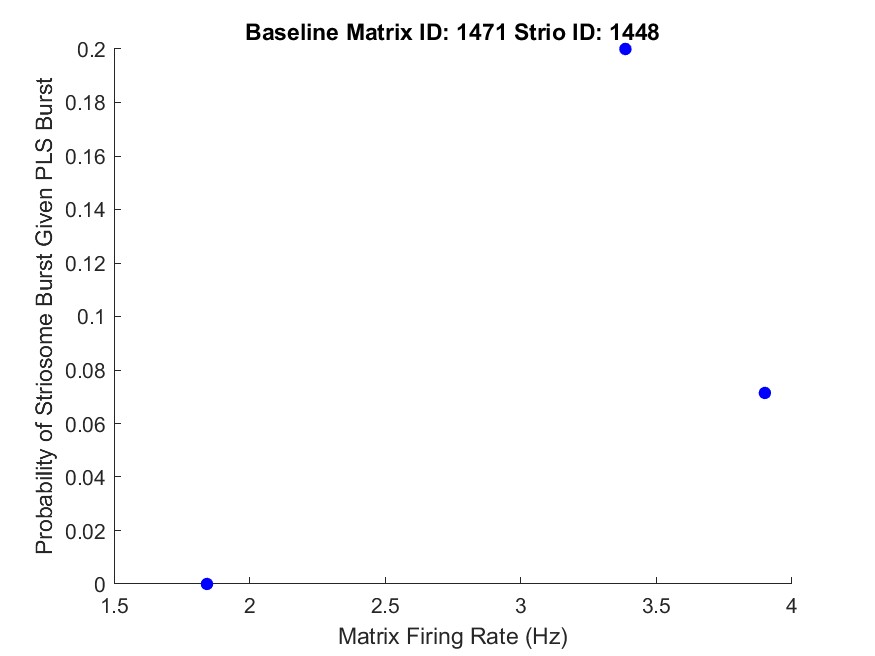 Baseline Matrix ID: 1471 Strio ID: 1448
Probability of Striosome Burst Given PLS Burst
0.2
0.18
0.16
0.14
0.12
0.1
0.08
0.06
0.04
0.02
0
1.5 2 2.5 3 3.5 4
Matrix Firing Rate (Hz)